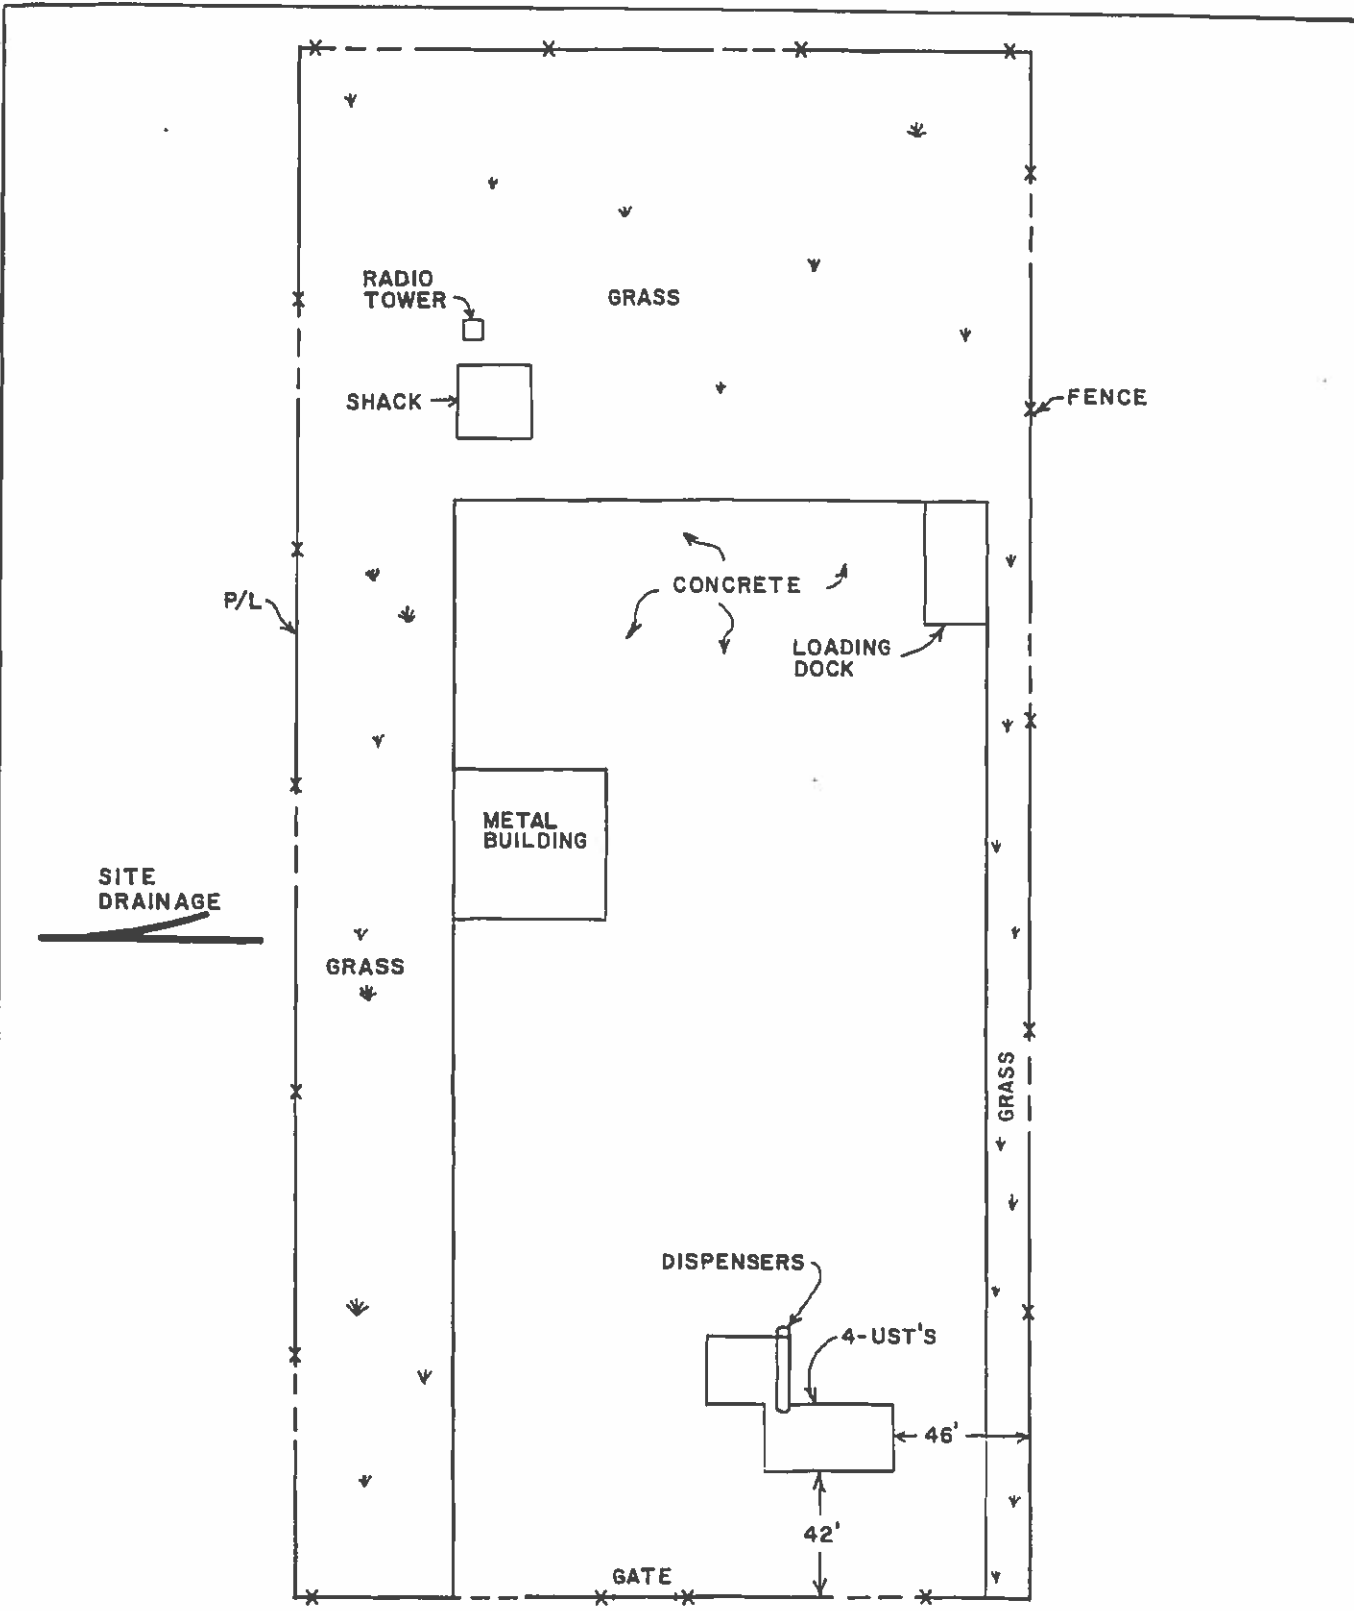 RADIO
TOWER
GRASS
SHACK
FENCE
CONCRETE
P/L
LOADING
DOCK
METAL
BUILDING
SITE
DRAINAGE
GRASS
GRASS
DISPENSERS
4-UST'S
46'
42'
GATE